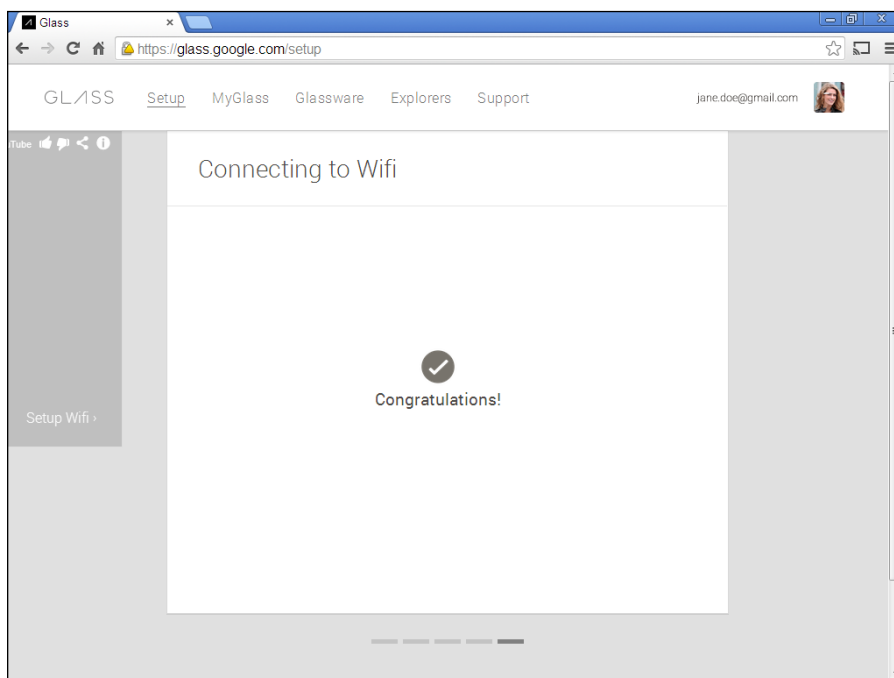 Glass
https://glass.google.com/setup
GLASS Setup MyGlass Glassware Explorers Support jane.doe@gmail.com
Tube
Connecting to Wifi
Setup Wifi ›
Congratulations!